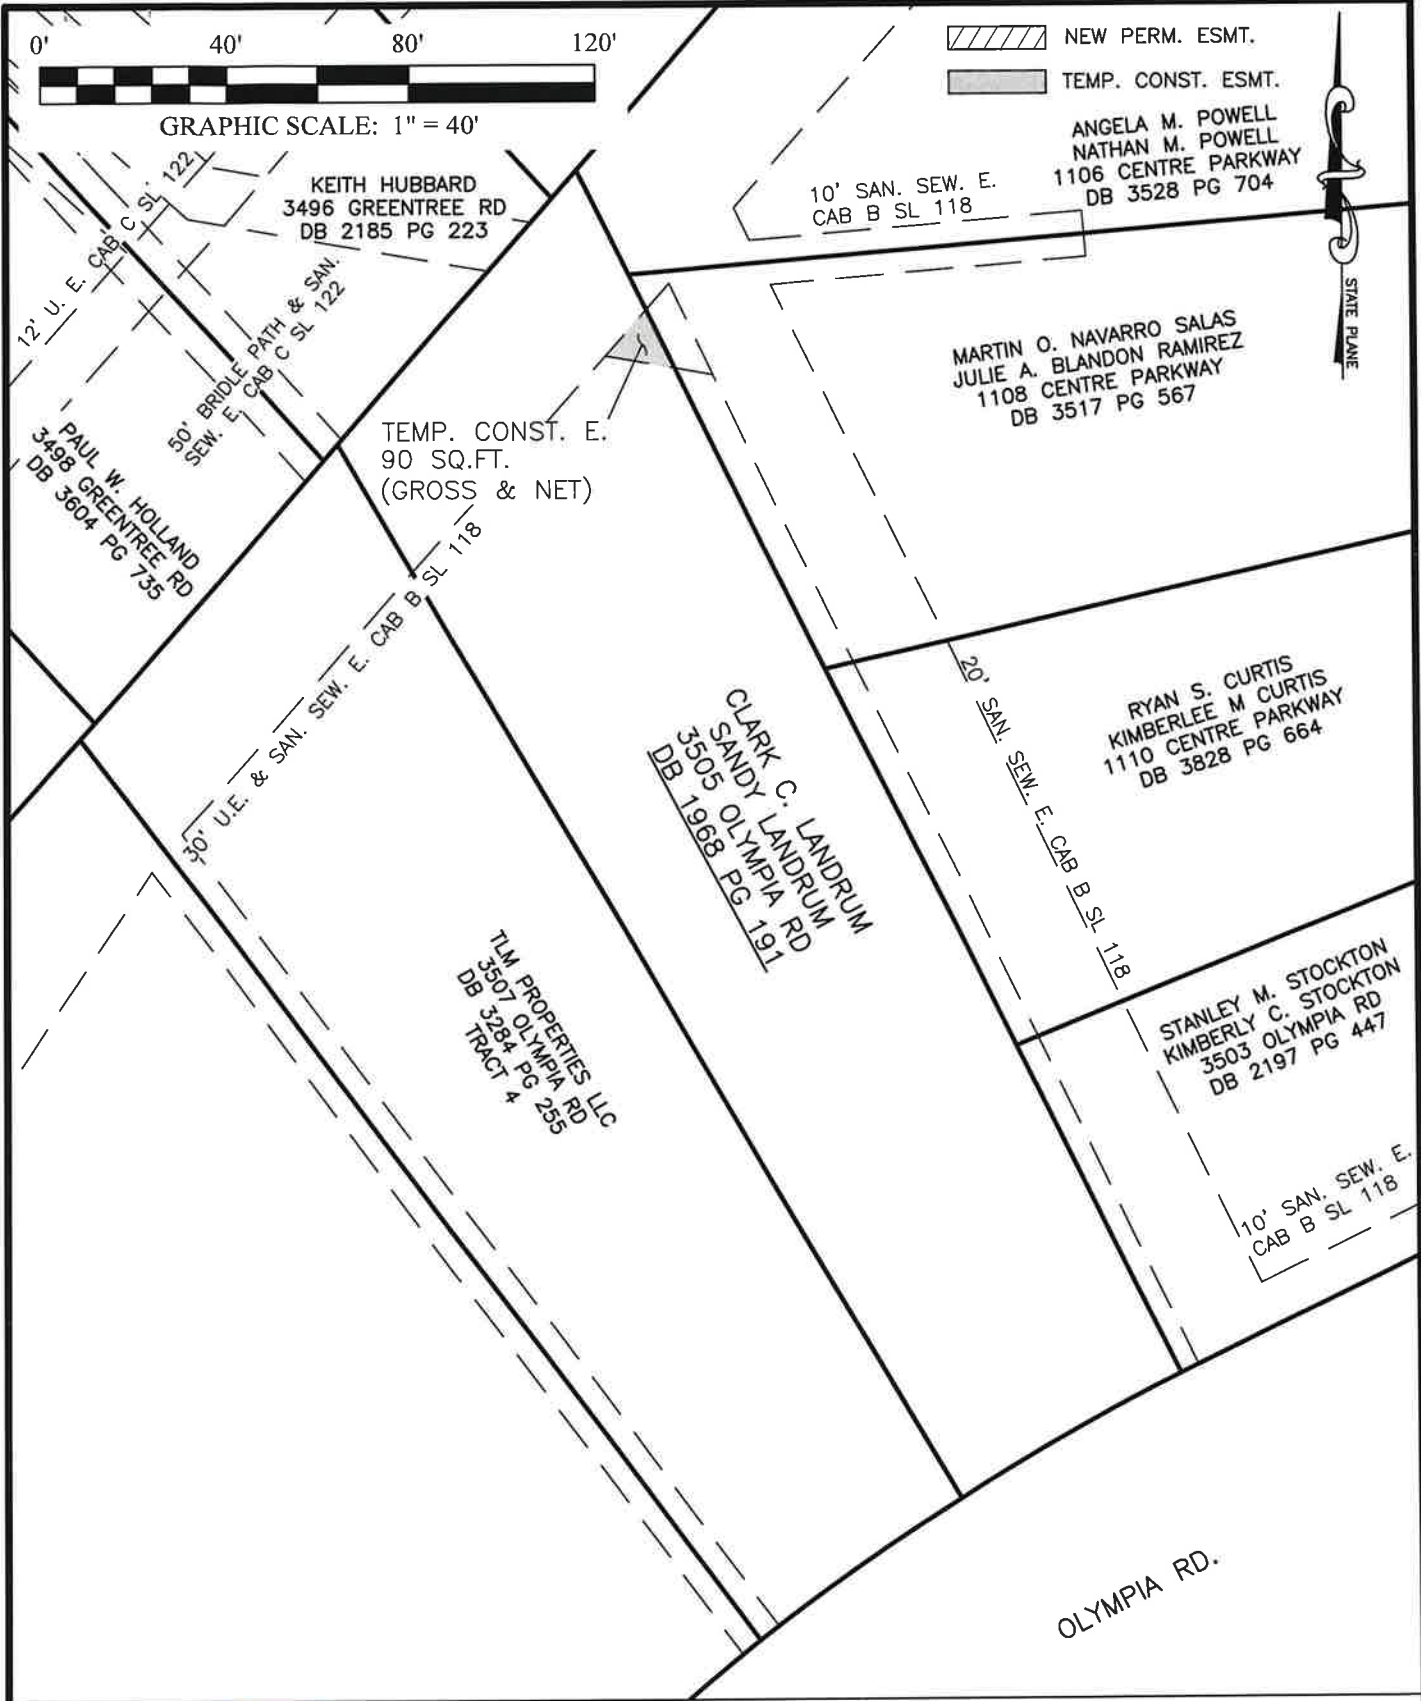 0' 40' 80' 120'
GRAPHIC SCALE: 1" = 40'
NEW PERM. ESMT.
TEMP. CONST. ESMT.
STATE PLANE
ANGELA M. POWELL
NATHAN M. POWELL
1106 CENTRE PARKWAY
DB 3528 PG 704
10' SAN. SEW. E.
CAB B SL 118
KEITH HUBBARD
3496 GREENTREE RD
DB 2185 PG 223
12' U. E. CAB C SL 122
50' BRIDLE PATH & SAN.
SEW. E. CAB C SL 122
PAUL W. HOLLAND
3498 GREENTREE RD
DB 3604 PG 735
MARTIN O. NAVARRO SALAS
JULIE A. BLANDON RAMIREZ
1108 CENTRE PARKWAY
DB 3517 PG 567
TEMP. CONST. E.
90 SQ.FT.
(GROSS & NET)
30' U.E. & SAN. SEW. E. CAB B SL 118
CLARK C. LANDRUM
SANDY LANDRUM
3505 OLYMPIA RD
DB 1968 PG 191
20' SAN. SEW. E. CAB B SL 118
RYAN S. CURTIS
KIMBERLEE M CURTIS
1110 CENTRE PARKWAY
DB 3828 PG 664
TLM PROPERTIES LLC
3507 OLYMPIA RD
DB 3284 PG 255
TRACT 4
STANLEY M. STOCKTON
KIMBERLY C. STOCKTON
3503 OLYMPIA RD
DB 2197 PG 447
10' SAN. SEW. E.
CAB B SL 118
OLYMPIA RD.